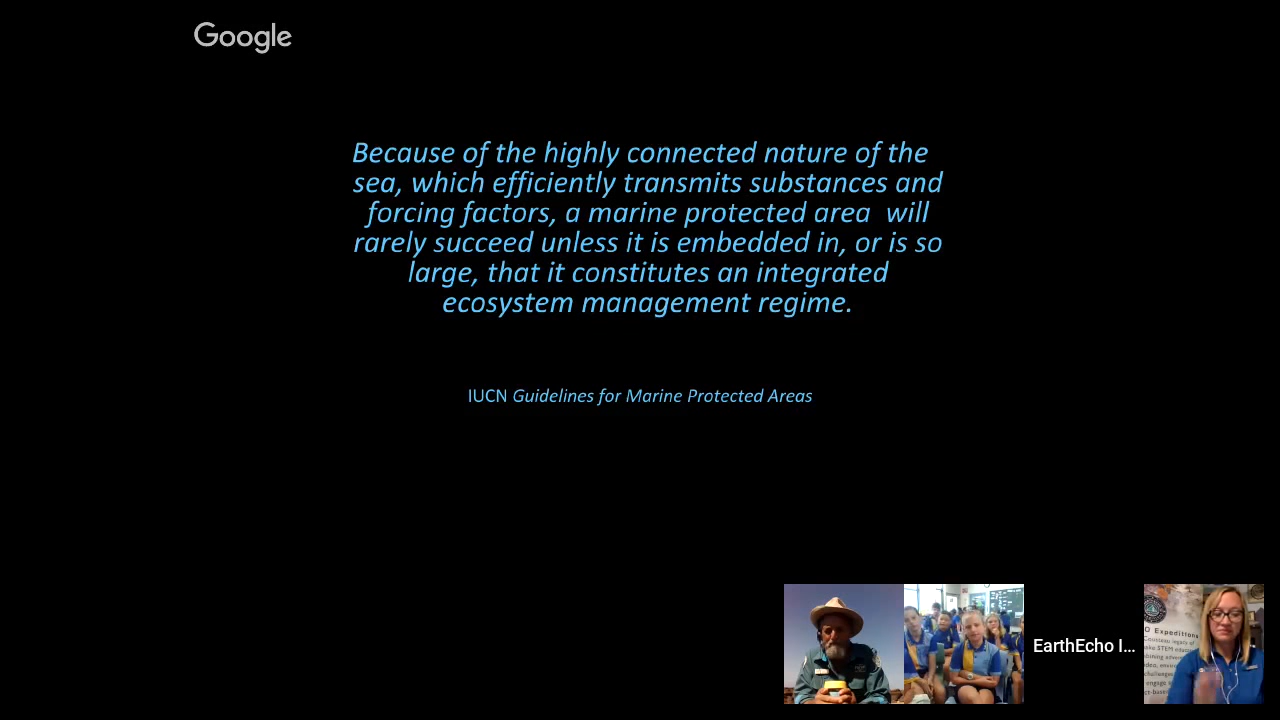 Google
Because of the highly connected nature of the
sea, which efficiently transmits substances and
forcing factors, a marine protected area will
rarely succeed unless it is embedded in, or is so
large, that it constitutes an integrated
ecosystem management regime.
IUCN Guidelines for Marine Protected Areas
EarthEcho I...
O Expeditions